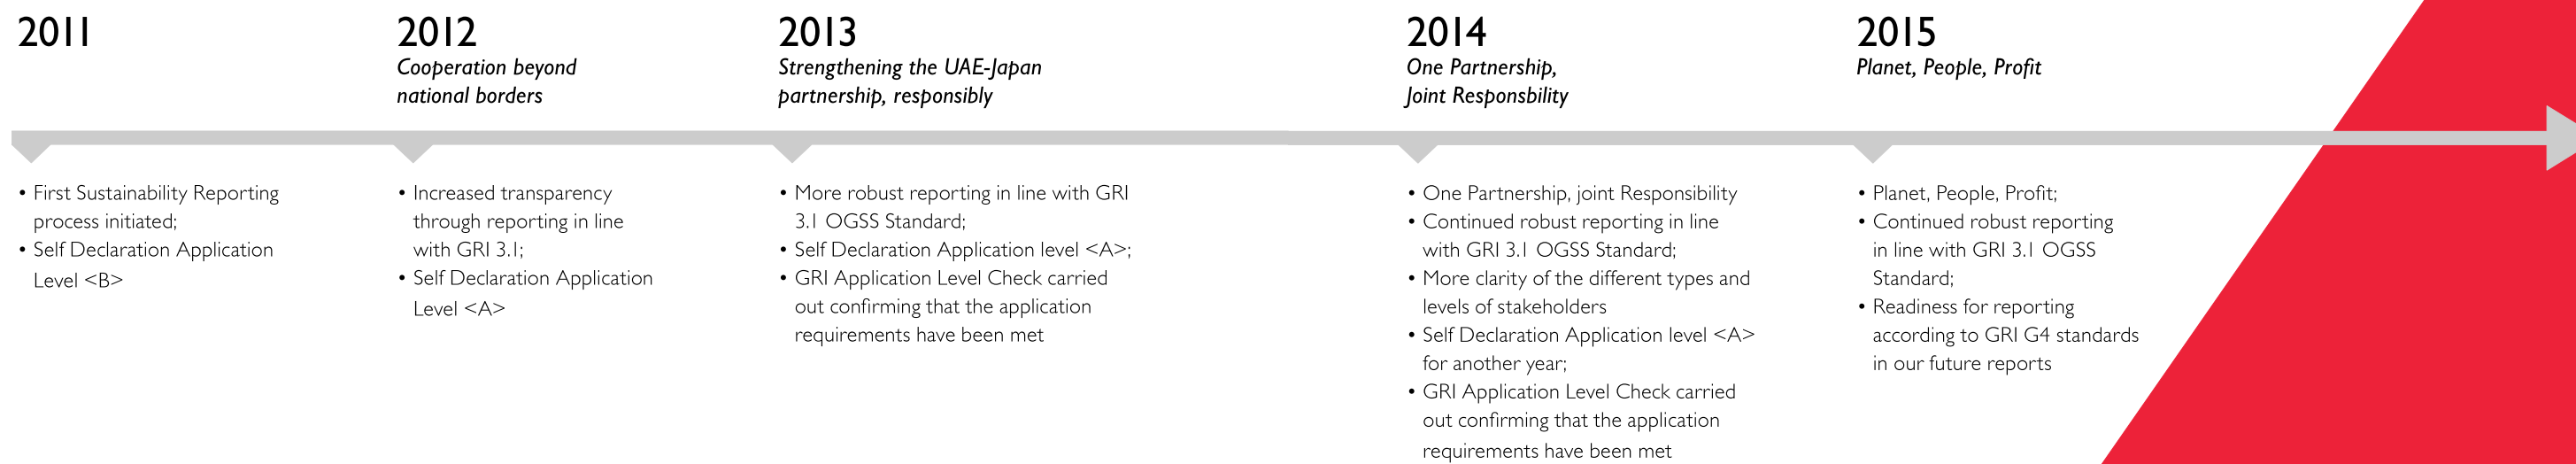 2011
2012
Cooperation beyond
national borders
2013
Strengthening the UAE-Japan
partnership, responsibly
2014
One Partnership,
Joint Responsbility
2015
Planet, People, Profit
• First Sustainability Reporting
process initiated;
• Self Declaration Application
Level <B>
• Increased transparency
through reporting in line
with GRI 3.1;
• Self Declaration Application
Level <A>
• More robust reporting in line with GRI
3.1 OGSS Standard;
• Self Declaration Application level <A>;
• GRI Application Level Check carried
out confirming that the application
requirements have been met
• One Partnership, joint Responsibility
• Continued robust reporting in line
with GRI 3.1 OGSS Standard;
• More clarity of the different types and
levels of stakeholders
• Self Declaration Application level <A>
for another year;
• GRI Application Level Check carried
out confirming that the application
requirements have been met
• Planet, People, Profit;
• Continued robust reporting
in line with GRI 3.1 OGSS
Standard;
• Readiness for reporting
according to GRI G4 standards
in our future reports